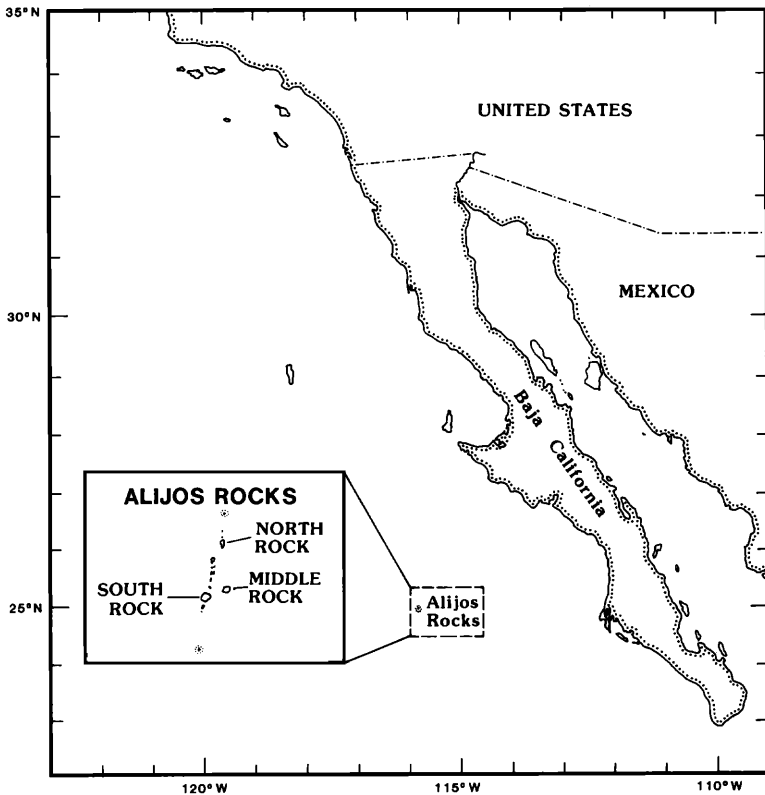 35°N
UNITED STATES
MEXICO
30°N
Baja California
ALIJOS ROCKS
NORTH
ROCK
SOUTH
ROCK
MIDDLE
ROCK
25°N
Alijos
Rocks
120°W
115°W
110°W